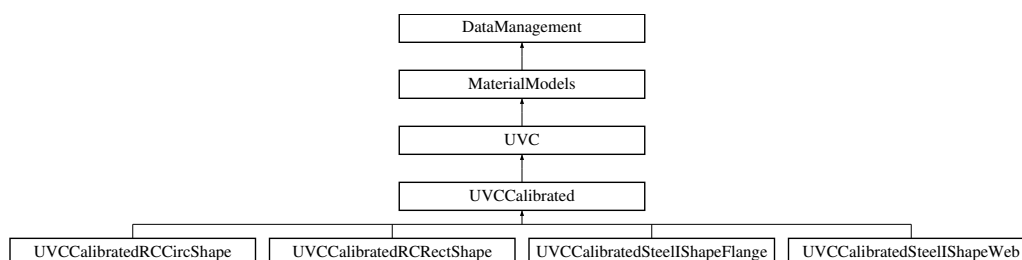 DataManagement
MaterialModels
UVC
UVCCalibrated
UVCCalibratedRCCircShape UVCCalibratedRCRectShape UVCCalibratedSteelIShapeFlange UVCCalibratedSteelIShapeWeb